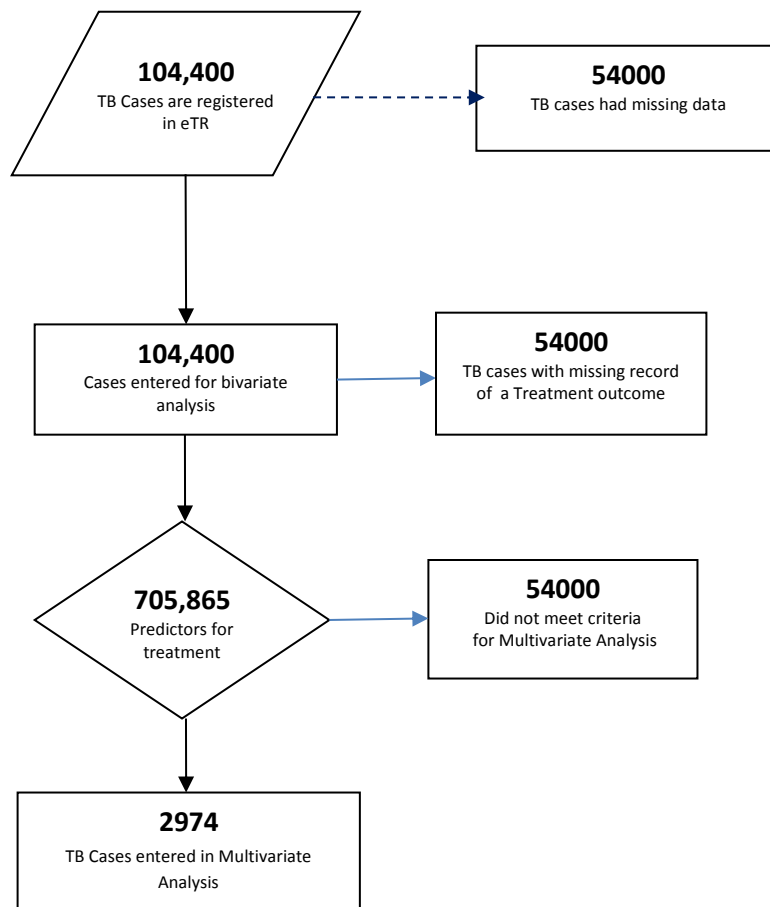 104,400
TB Cases are registered
in eTR
54000
TB cases had missing data
104,400
Cases entered for bivariate
analysis
54000
TB cases with missing record
of a Treatment outcome
705,865
Predictors for
treatment
54000
Did not meet criteria
for Multivariate Analysis
2974
TB Cases entered in Multivariate
Analysis